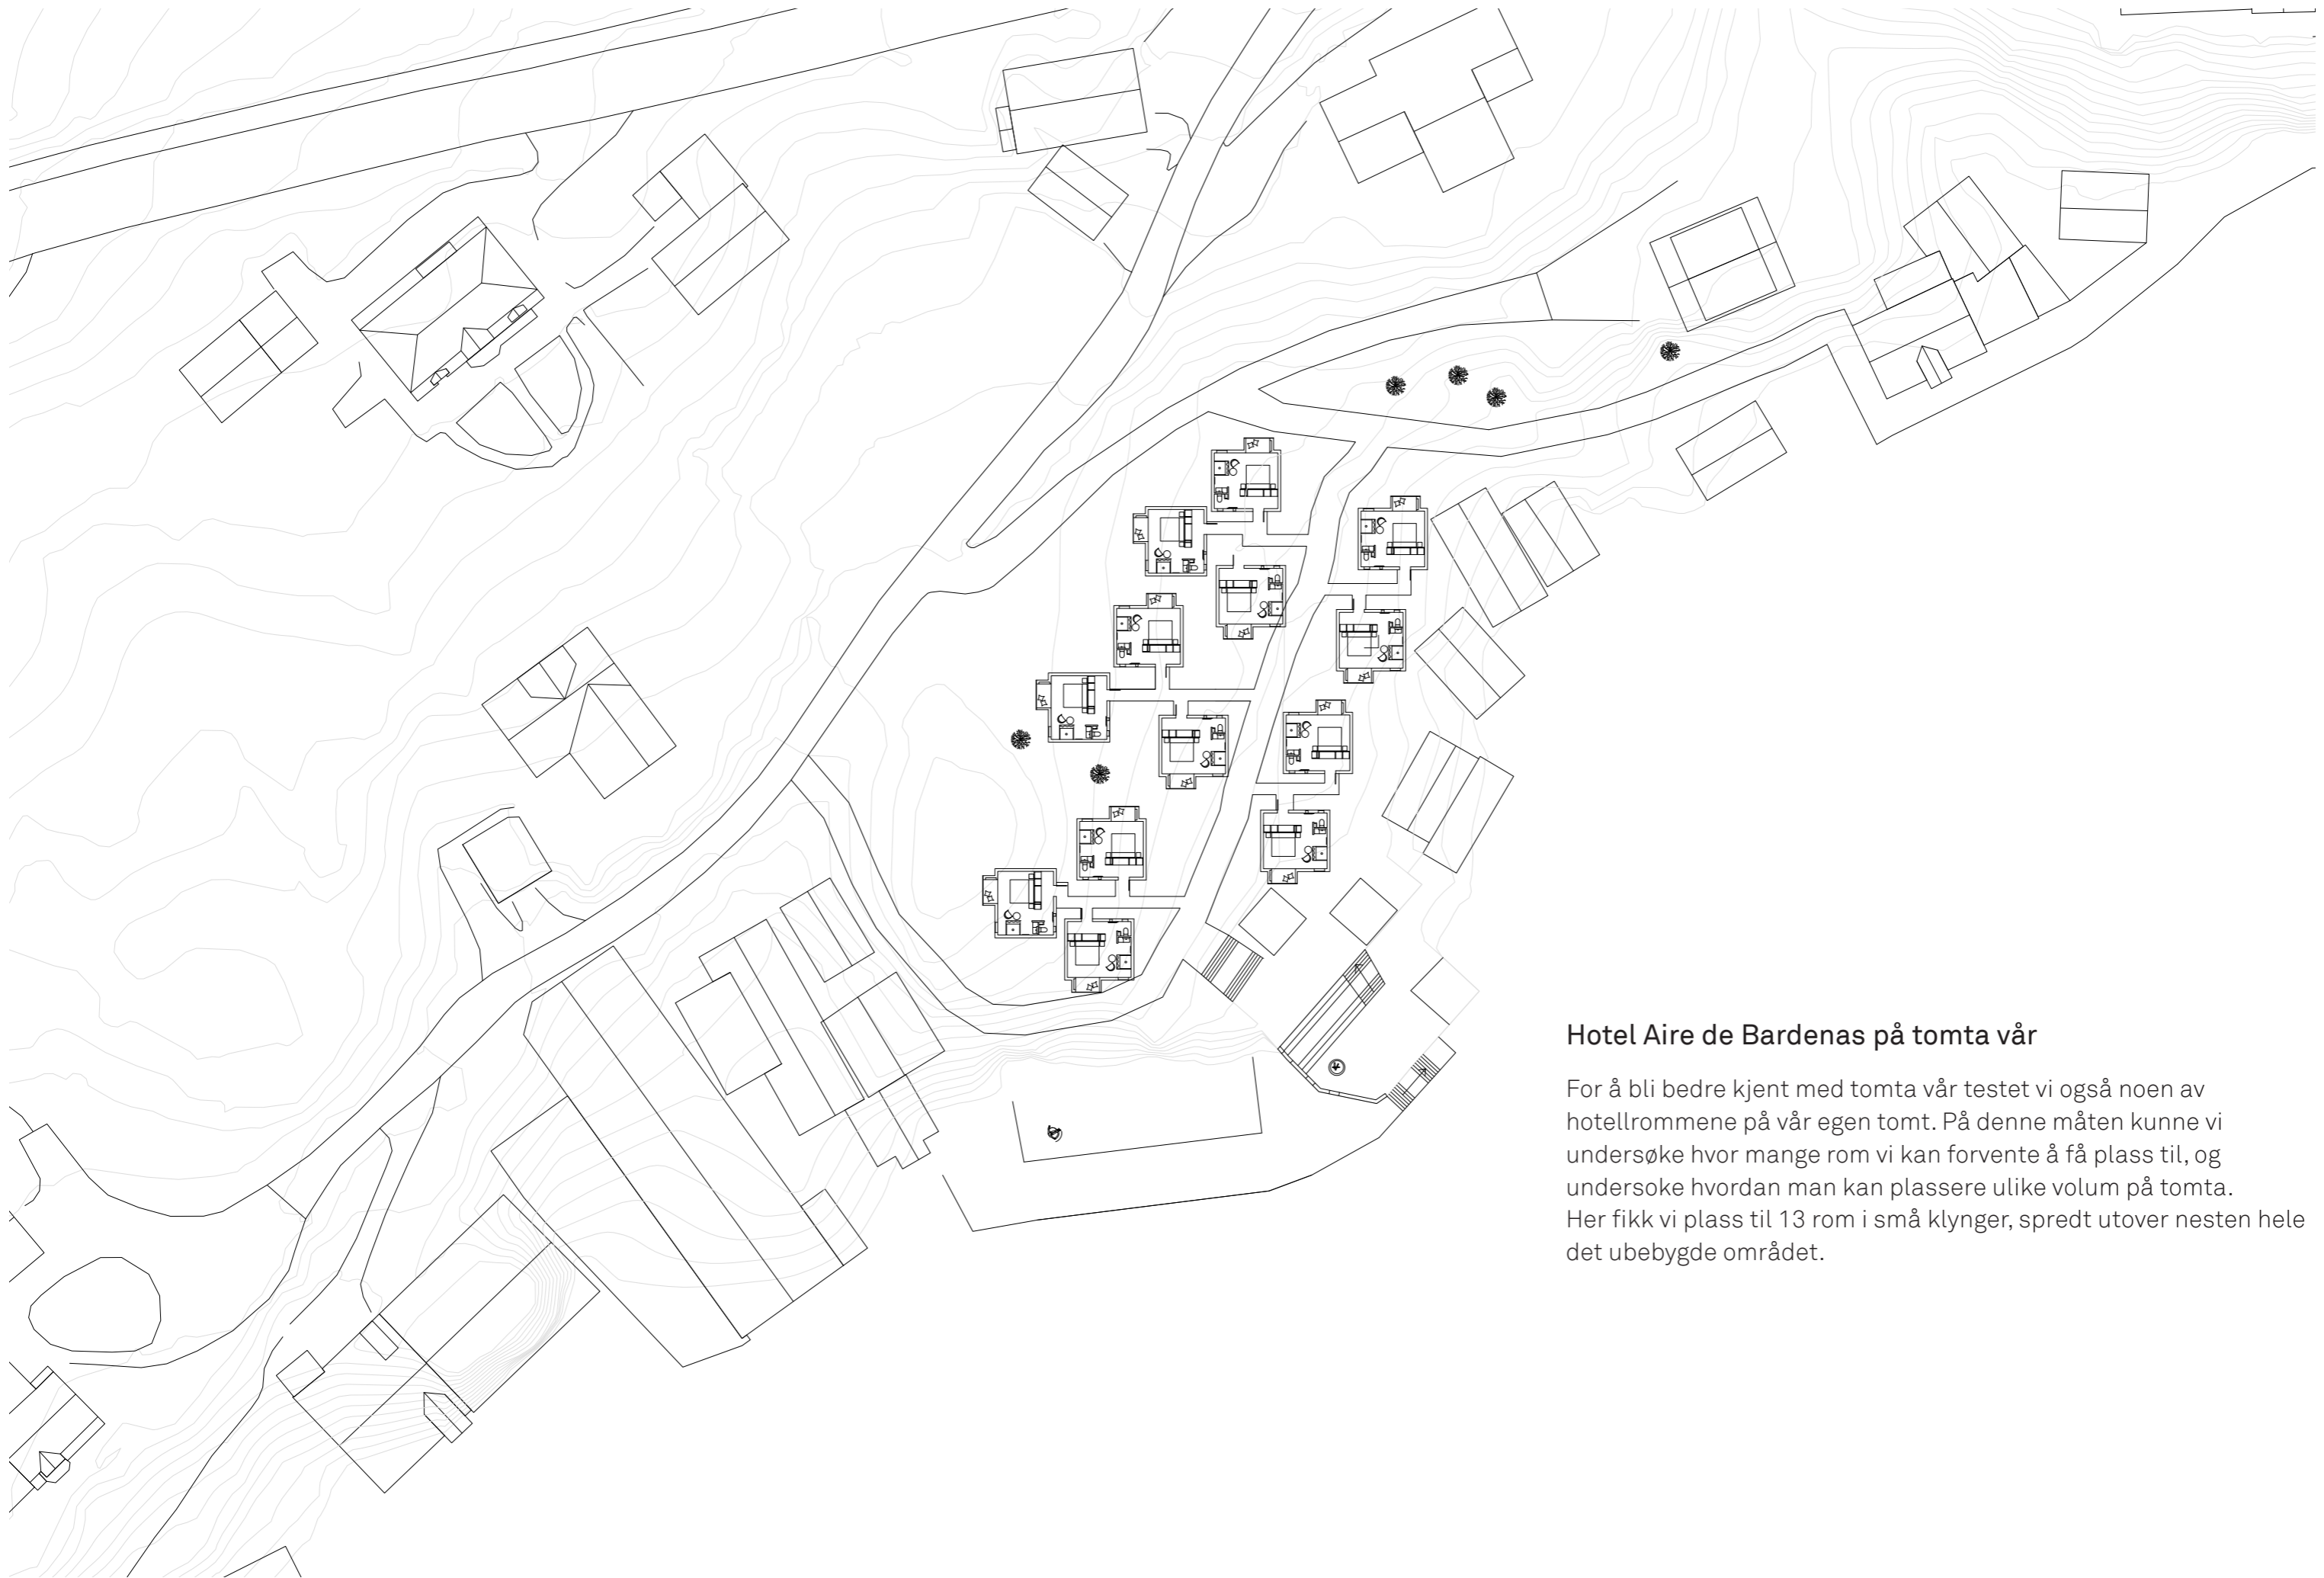 Hotel Aire de Bardenas på tomta vår
For å bli bedre kjent med tomta vår testet vi også noen av
hotellrommene på vår egen tomt. På denne måten kunne vi
undersøke hvor mange rom vi kan forvente å få plass til, og
undersoke hvordan man kan plassere ulike volum på tomta.
Her fikk vi plass til 13 rom i små klynger, spredt utover nesten hele
det ubebygde området.